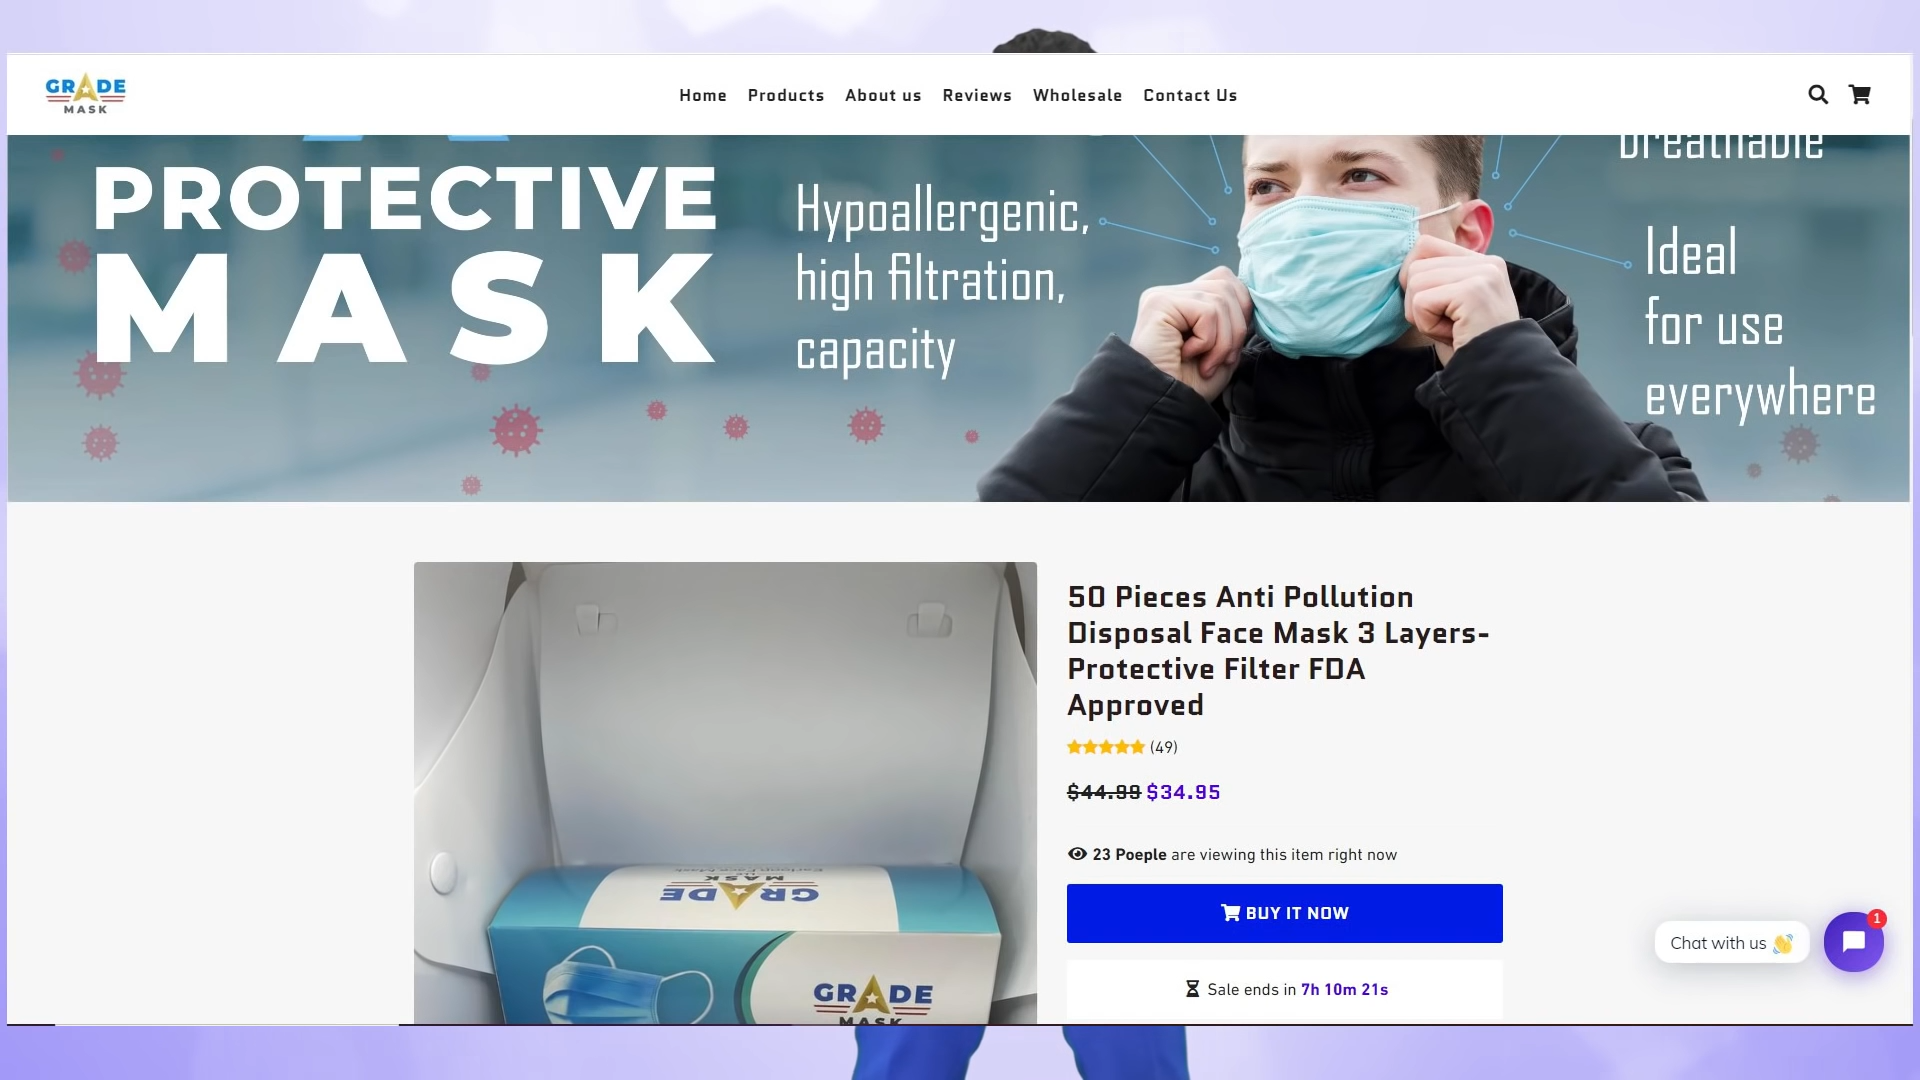 GRADE
MASK
Home Products About us Reviews Wholesale Contact Us
PROTECTIVE
MASK
Hypoallergenic,
high filtration,
capacity
breathable
Ideal
for use
everywhere
50 Pieces Anti Pollution
Disposal Face Mask 3 Layers-
Protective Filter FDA
Approved
(49)
$44.99 $34.95
23 Poeple are viewing this item right now
BUY IT NOW
Sale ends in 7h 10m 21s
Chat with us
1
MASK
GRADE
GRADE
MASK